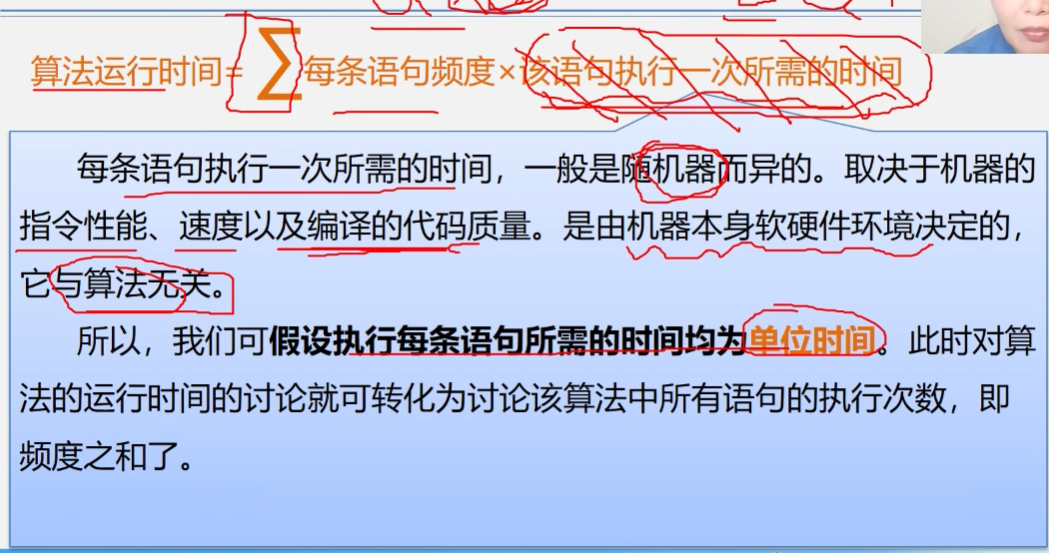 算法运行时间= ∑每条语句频度×该语句执行一次所需的时间
每条语句执行一次所需的时间，一般是随机器而异的。取决于机器的
指令性能、速度以及编译的代码质量。是由机器本身软硬件环境决定的，
它与算法无关。
所以，我们可假设执行每条语句所需的时间均为单位时间。此时对算
法的运行时间的讨论就可转化为讨论该算法中所有语句的执行次数，即
频度之和了。